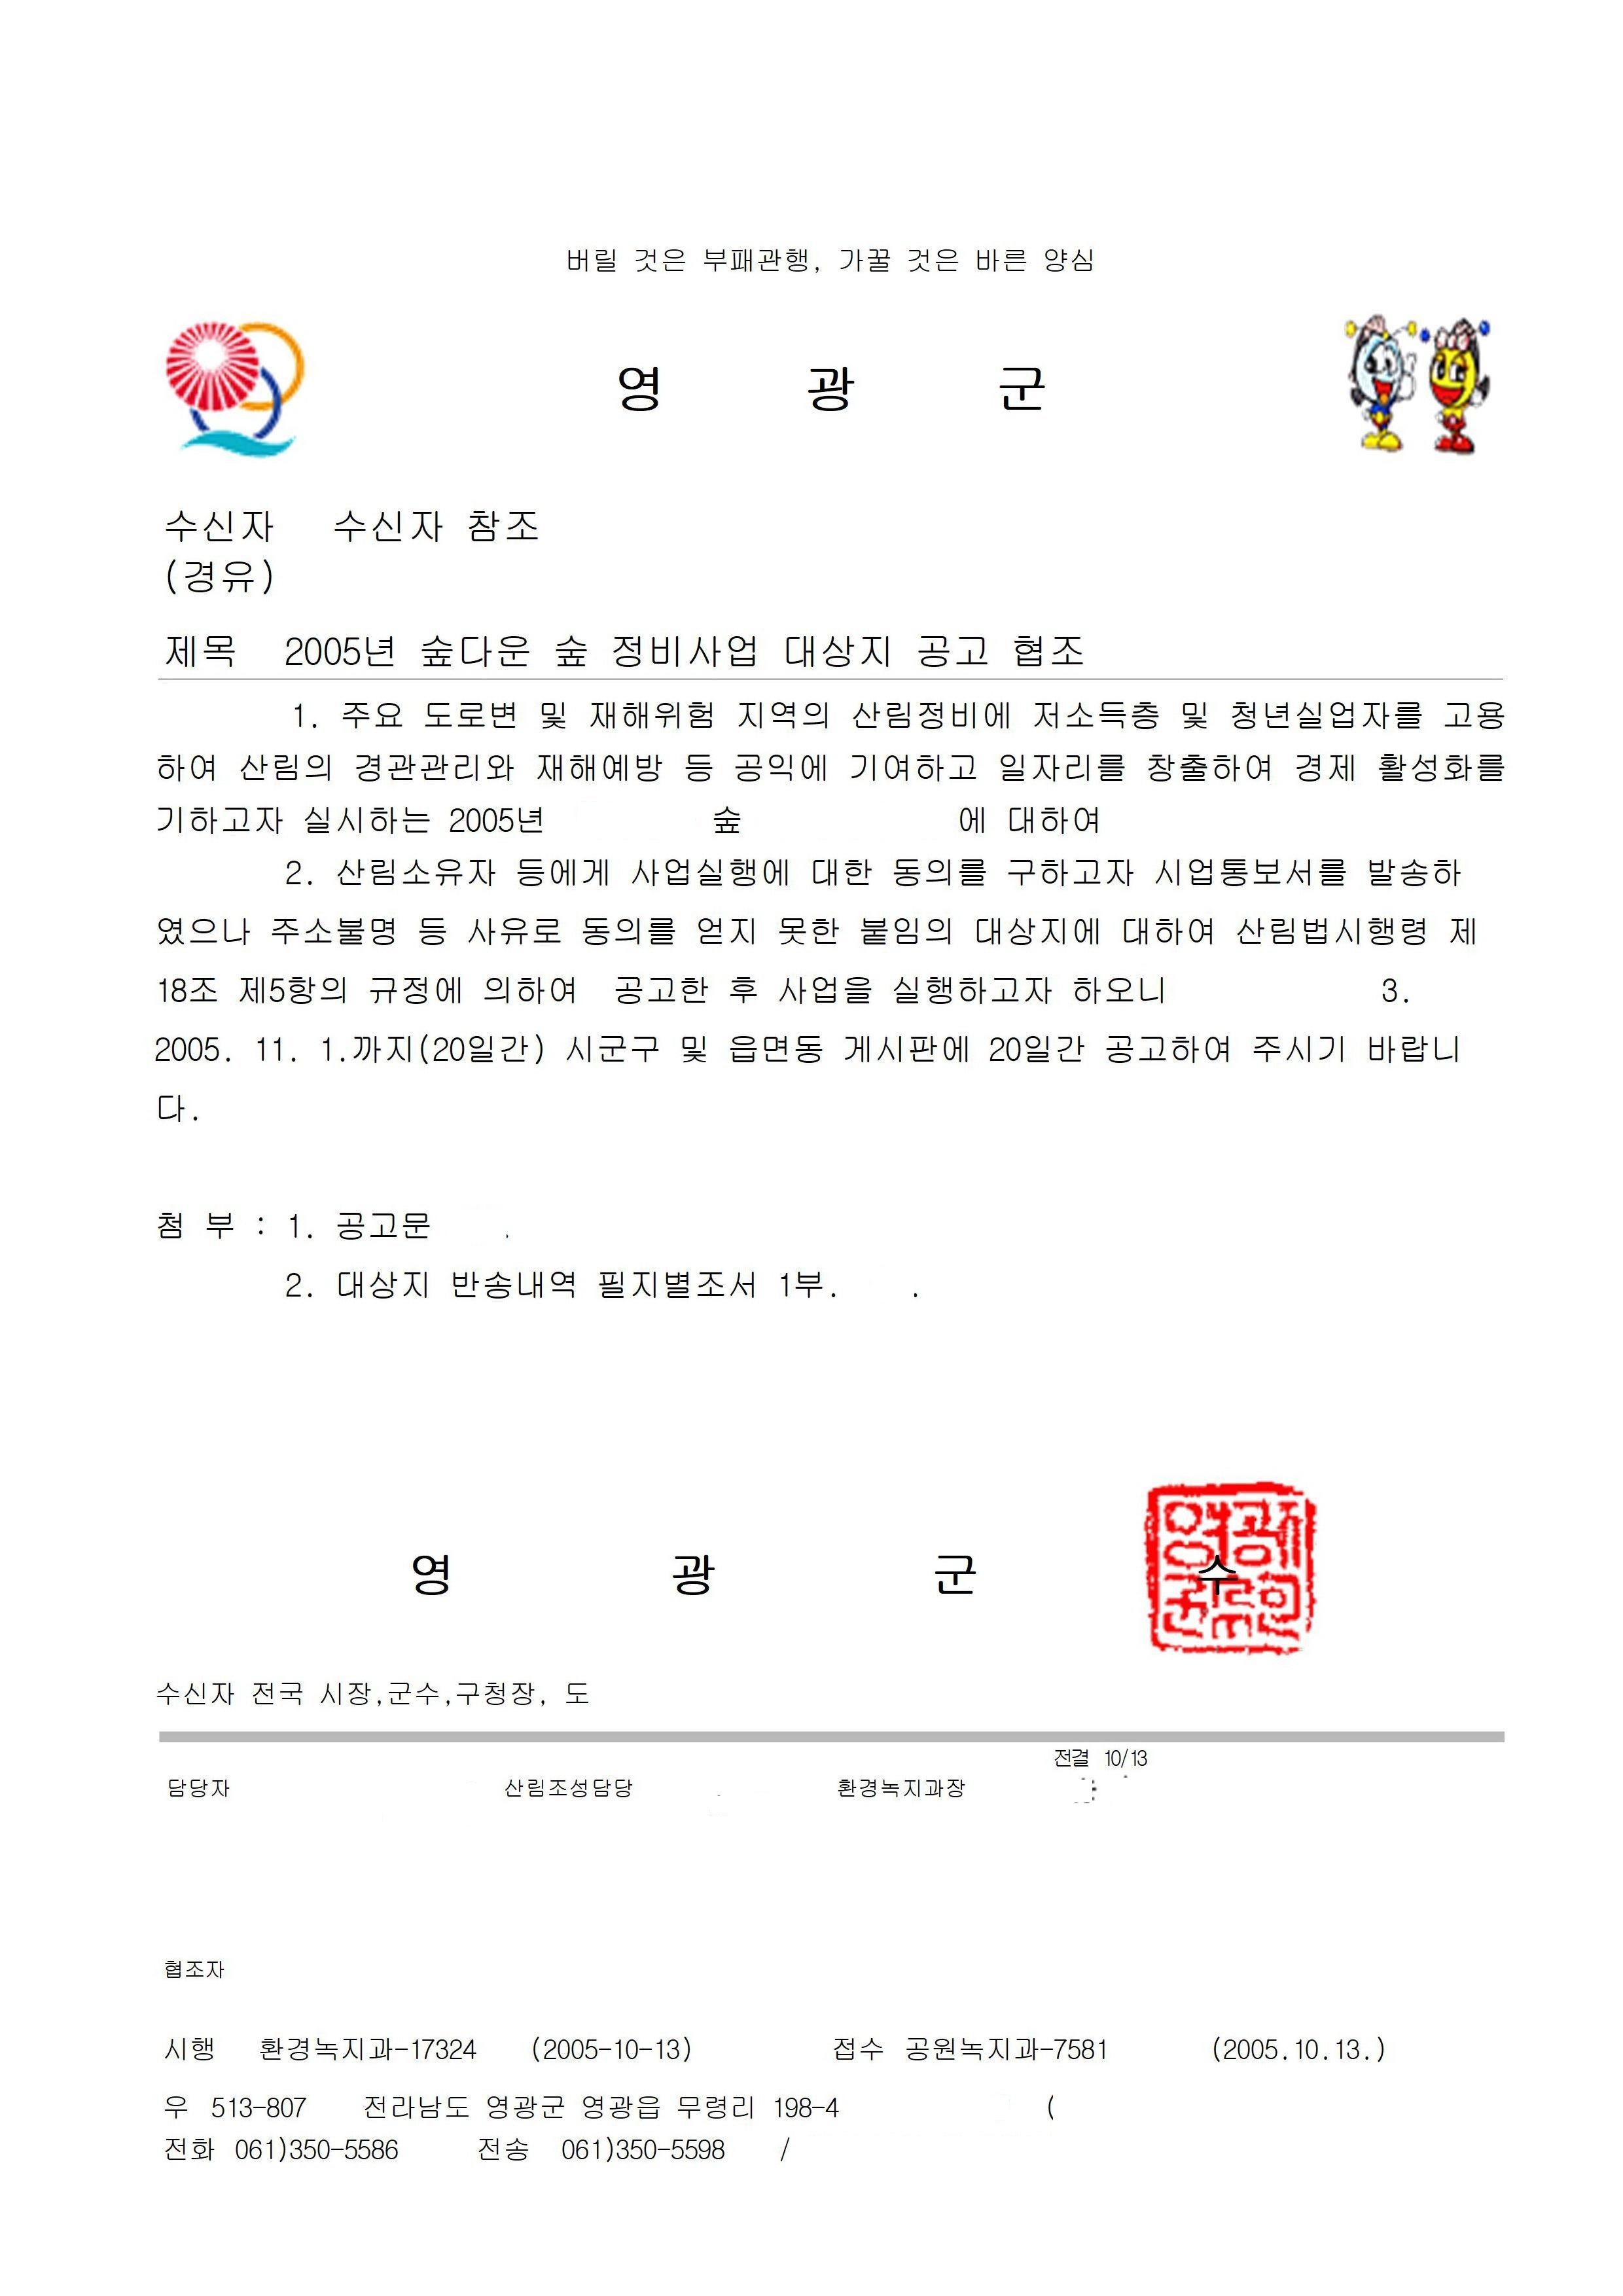 버릴 것은 부패관행, 가꿀 것은 바른 양심
영 광 군
수신자 수신자 참조
(경유)
제목 2005년 숲다운 숲 정비사업 대상지 공고 협조
1. 주요 도로변 및 재해위험 지역의 산림정비에 저소득층 및 청년실업자를 고용
하여 산림의 경관관리와 재해예방 등 공익에 기여하고 일자리를 창출하여 경제 활성화를
기하고자 실시하는 2005년 숲 에 대하여
2. 산림소유자 등에게 사업실행에 대한 동의를 구하고자 시업통보서를 발송하
였으나 주소불명 등 사유로 동의를 얻지 못한 붙임의 대상지에 대하여 산림법시행령 제
18조 제5항의 규정에 의하여 공고한 후 사업을 실행하고자 하오니 3.
2005. 11. 1.까지(20일간) 시군구 및 읍면동 게시판에 20일간 공고하여 주시기 바랍니
다.
첨 부 : 1. 공고문 .
2. 대상지 반송내역 필지별조서 1부. .
영 광 군 수
수신자 전국 시장,군수,구청장, 도
전결 10/13
담당자 산림조성담당 환경녹지과장
협조자
시행 환경녹지과-17324 (2005-10-13) 접수 공원녹지과-7581 (2005.10.13.)
우 513-807 전라남도 영광군 영광읍 무령리 198-4 (
전화 061)350-5586 전송 061)350-5598 /